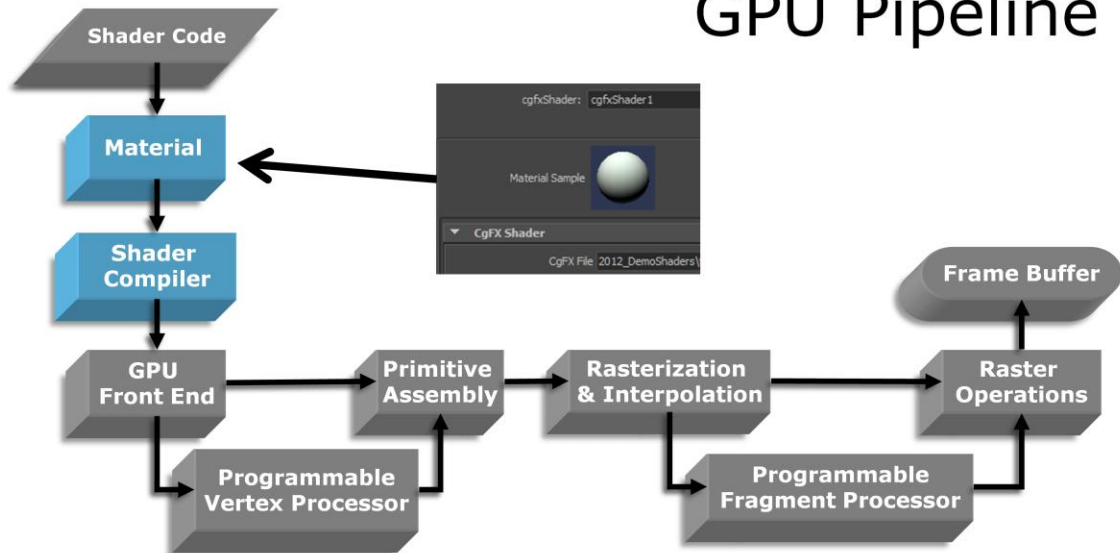 GPU Pipeline
Shader Code
Material
cgfxShader: cgfxShader1
Material Sample
CgFX Shader
CgFX File 2012_DemoShaders\
Shader
Compiler
Frame Buffer
GPU
Front End
Primitive
Assembly
Rasterization
& Interpolation
Raster
Operations
Programmable
Vertex Processor
Programmable
Fragment Processor